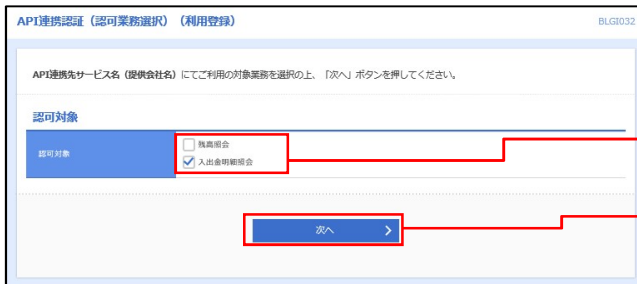 API連携認証（認可業務選択）（利用登録）
BLGI032
API連携先サービス名（提供会社名）にてご利用の対象業務を選択の上、「次へ」ボタンを押してください。
認可対象
認可対象
残高照会
入出金明細照会
次へ